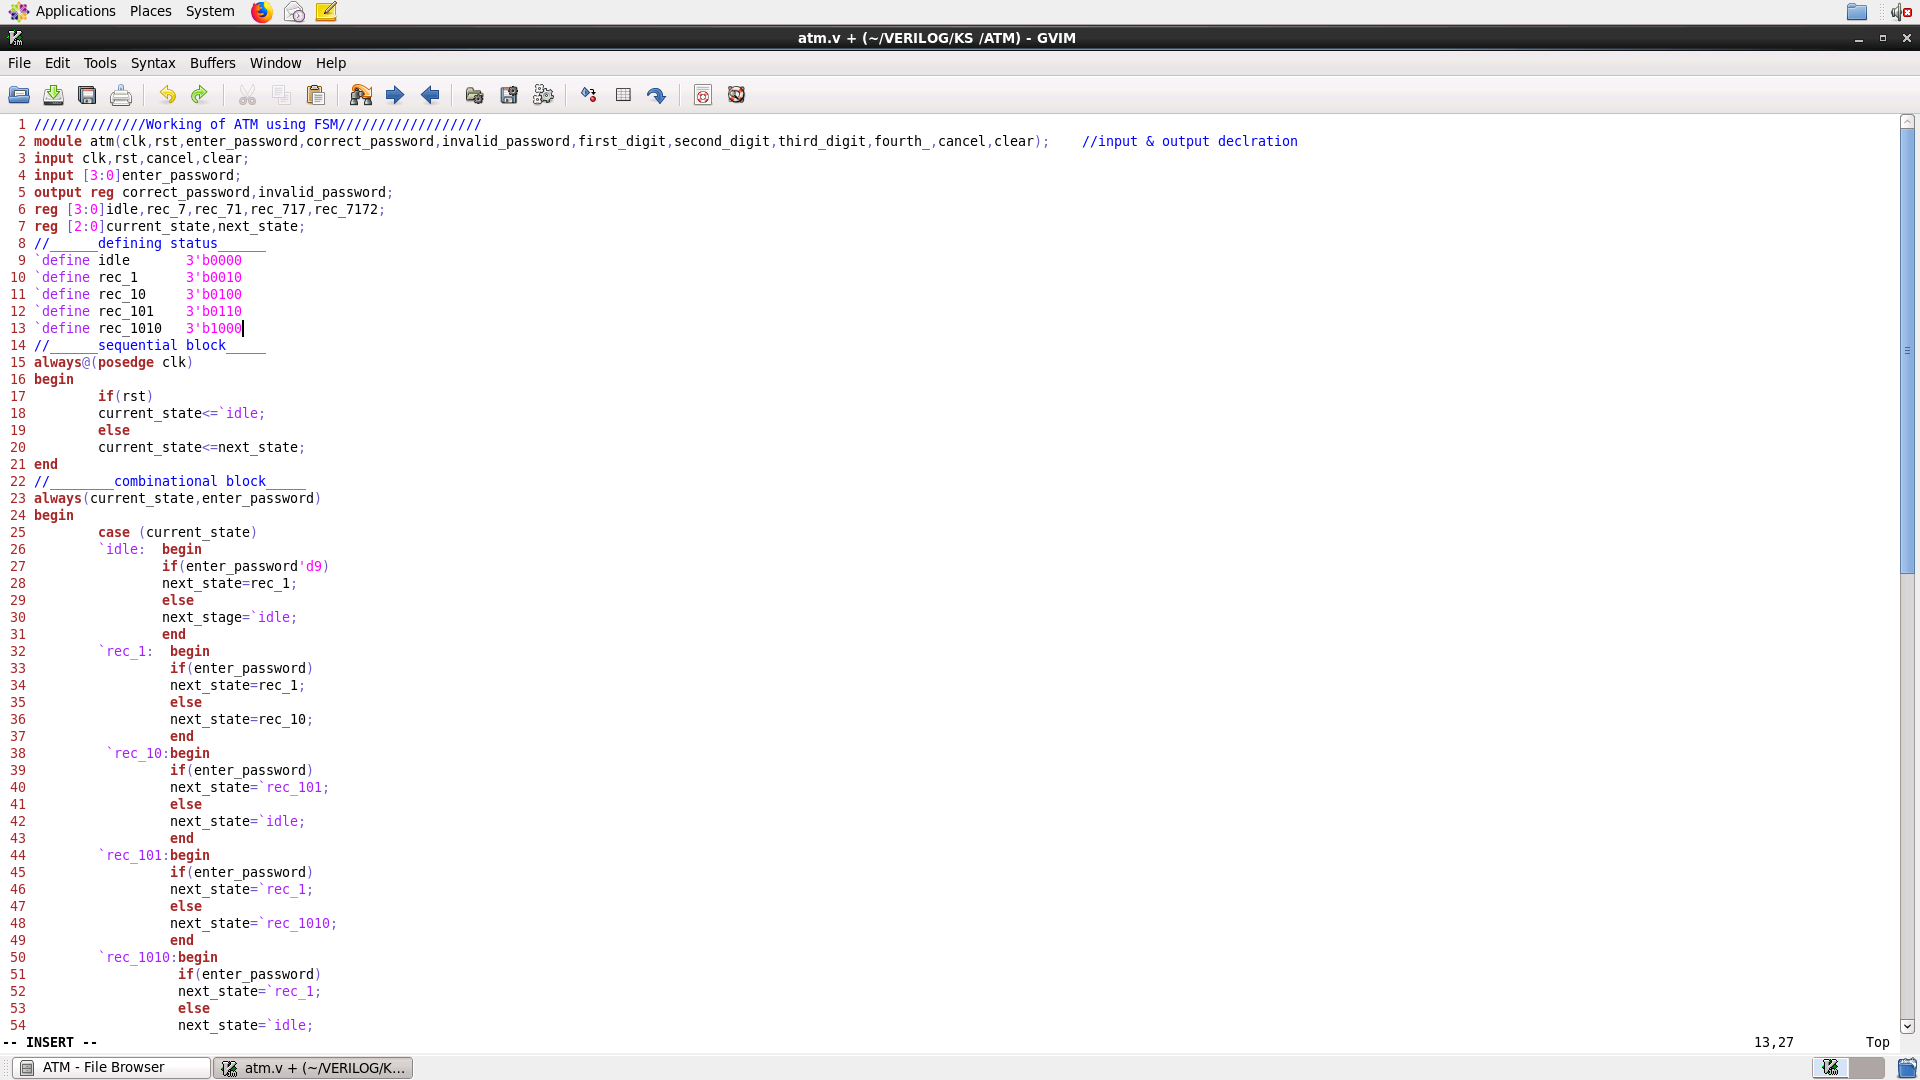 Applications Places System
atm.v + (~/VERILOG/KS /ATM) - GVIM
File Edit Tools Syntax Buffers Window Help
1 //////////////Working of ATM using FSM//////////////////
2 module atm(clk,rst,enter_password,correct_password,invalid_password,first_digit,second_digit,third_digit,fourth_,cancel,clear);    //input & output declration
3 input clk,rst,cancel,clear;
4 input [3:0]enter_password;
5 output reg correct_password,invalid_password;
6 reg [3:0]idle,rec_7,rec_71,rec_717,rec_7172;
7 reg [2:0]current_state,next_state;
8 //______defining status______
9 `define idle       3'b0000
10 `define rec_1      3'b0010
11 `define rec_10     3'b0100
12 `define rec_101    3'b0110
13 `define rec_1010   3'b1000
14 //______sequential block_____
15 always@(posedge clk)
16 begin
17         if(rst)
18         current_state<=`idle;
19         else
20         current_state<=next_state;
21 end
22 //________combinational block_____
23 always(current_state,enter_password)
24 begin
25         case (current_state)
26         `idle:  begin
27                 if(enter_password'd9)
28                 next_state=rec_1;
29                 else
30                 next_stage=`idle;
31                 end
32         `rec_1:  begin
33                  if(enter_password)
34                  next_state=rec_1;
35                  else
36                  next_state=rec_10;
37                  end
38          `rec_10:begin
39                  if(enter_password)
40                  next_state=`rec_101;
41                  else
42                  next_state=`idle;
43                  end
44         `rec_101:begin
45                  if(enter_password)
46                  next_state=`rec_1;
47                  else
48                  next_state=`rec_1010;
49                  end
50         `rec_1010:begin
51                   if(enter_password)
52                   next_state=`rec_1;
53                   else
54                   next_state=`idle;
-- INSERT -- 13,27 Top
ATM - File Browser atm.v + (~/VERILOG/K...